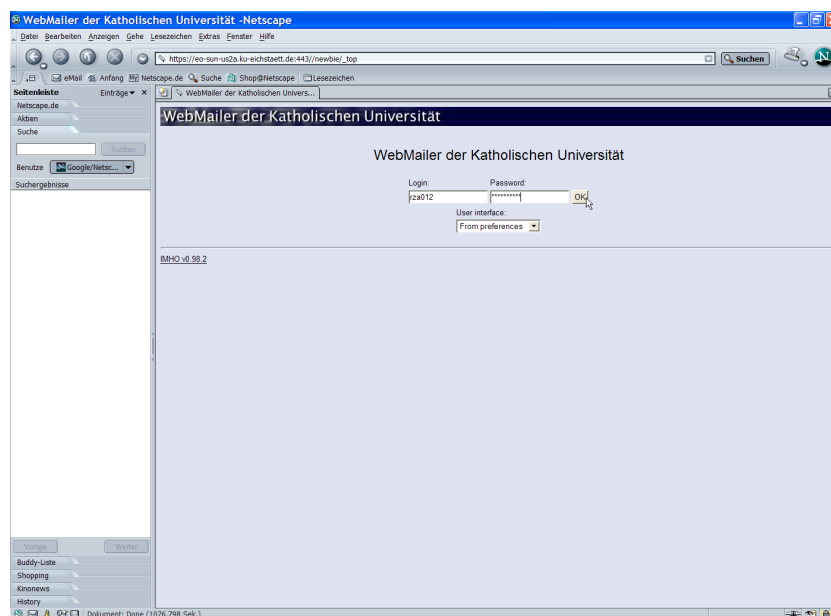 WebMailer der Katholischen Universität -Netscape
Datei Bearbeiten Anzeigen Gehe Lesezeichen Extras Fenster Hilfe
https://eo-sun-us2a.ku-eichstaett.de:443//newbie/_top
Suchen
N
eMail Anfang My Netscape.de Suche Shop@Netscape Lesezeichen
Seitenleiste Einträge
WebMailer der Katholischen Univers...
Netscape.de
Aktien
Suche
Suchen
Benutze Google/Netsc...
Suchergebnisse
WebMailer der Katholischen Universität
WebMailer der Katholischen Universität
Login: Password:
rza012 ********** OK
User interface:
From preferences
IMHO v0.98.2
Vorige Weiter
Buddy-Liste
Shopping
Kinonews
History
Dokument: Done (1076.798 Sek.)